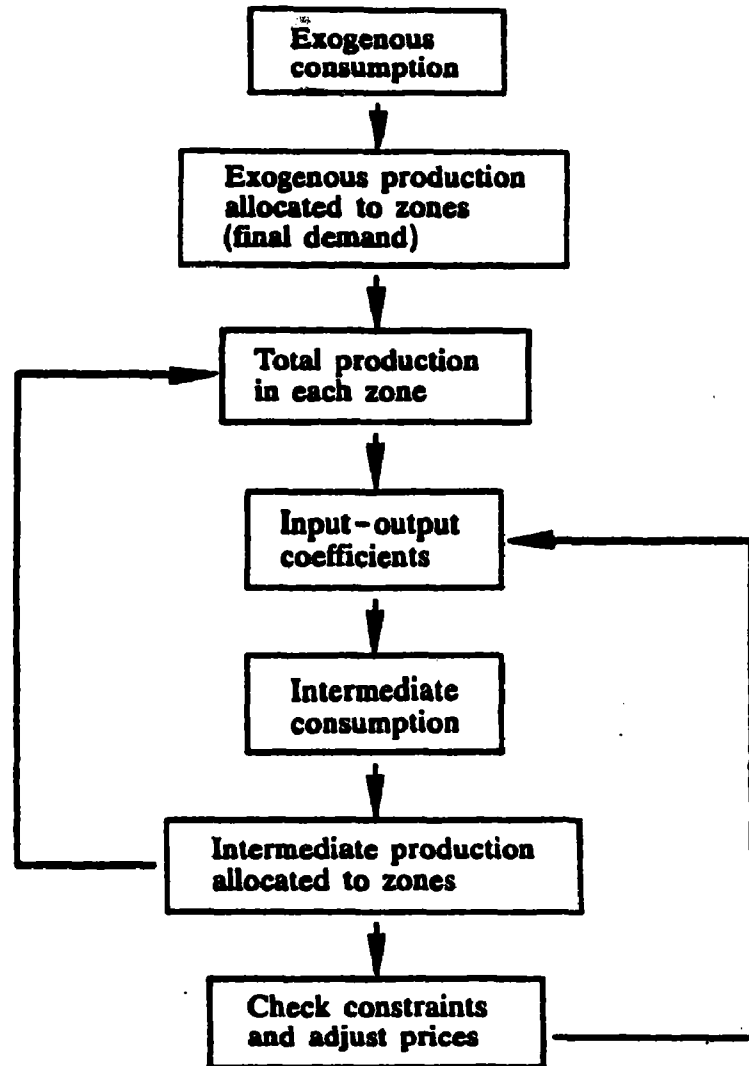 Exogenous
consumption
Exogenous production
allocated to zones
(final demand)
Total production
in each zone
Input-output
coefficients
Intermediate
consumption
Intermediate production
allocated to zones
Check constraints
and adjust prices